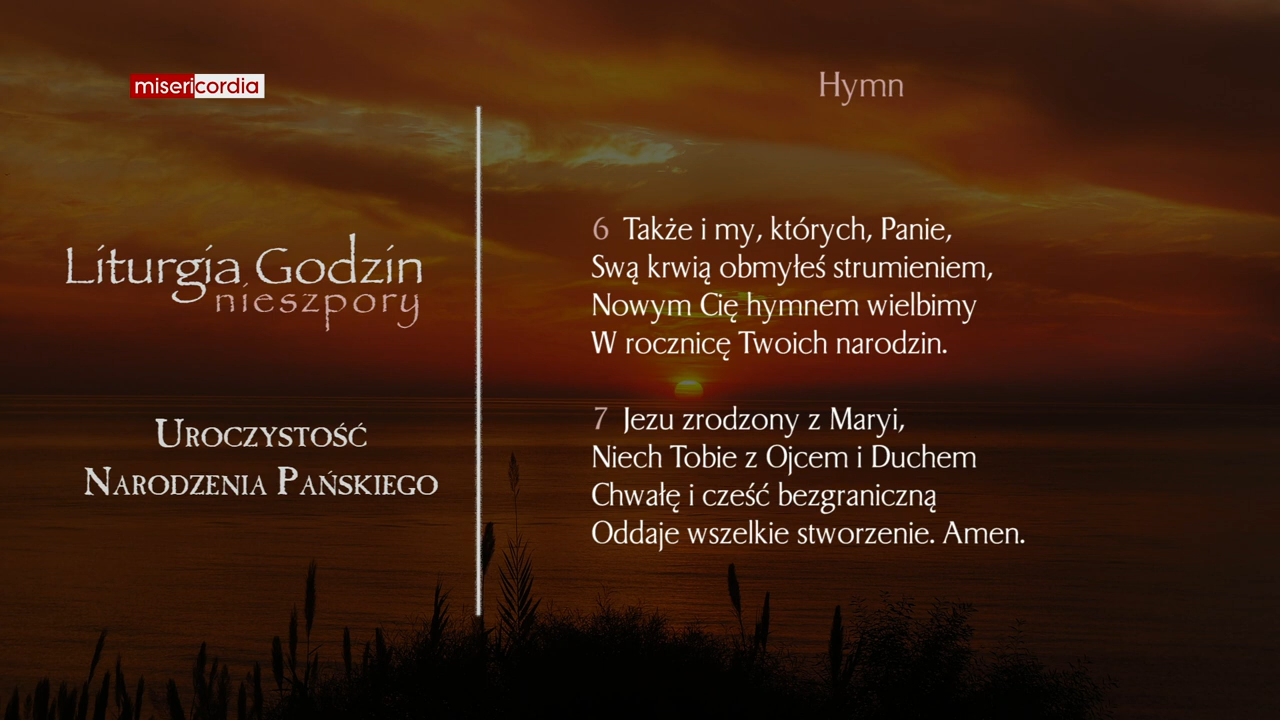 misericordia
Liturgia Godzin
nieszpory
Uroczystość
Narodzenia Pańskiego
Hymn
6 Także i my, których, Panie,
Swą krwią obmyłeś strumieniem,
Nowym Cię hymnem wielbimy
W rocznicę Twoich narodzin.
7 Jezu zrodzony z Maryi,
Niech Tobie z Ojcem i Duchem
Chwałę i cześć bezgraniczną
Oddaje wszelkie stworzenie. Amen.